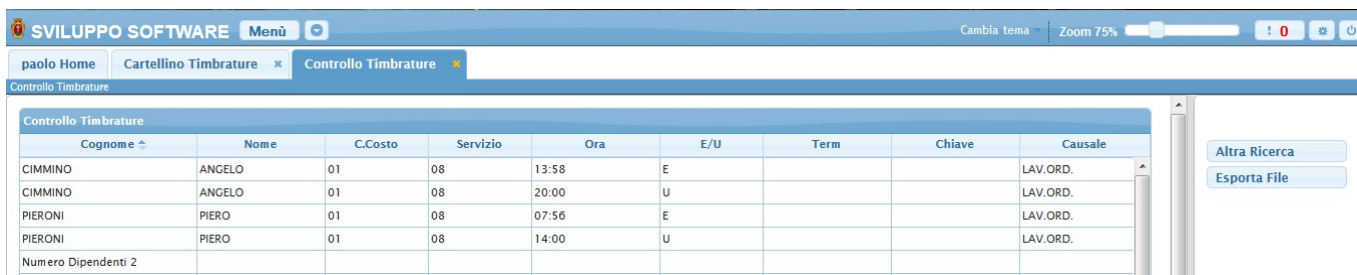 SVILUPPO SOFTWARE Menù Cambia tema Zoom 75% ! 0
paolo Home Cartellino Timbrature × Controllo Timbrature ×
Controllo Timbrature
Controllo Timbrature
Cognome Nome C.Costo Servizio Ora E/U Term Chiave Causale
CIMMINO ANGELO 01 08 13:58 E LAV.ORD.
CIMMINO ANGELO 01 08 20:00 U LAV.ORD.
PIERONI PIERO 01 08 07:56 E LAV.ORD.
PIERONI PIERO 01 08 14:00 U LAV.ORD.
Numero Dipendenti 2
Altra Ricerca
Esporta File